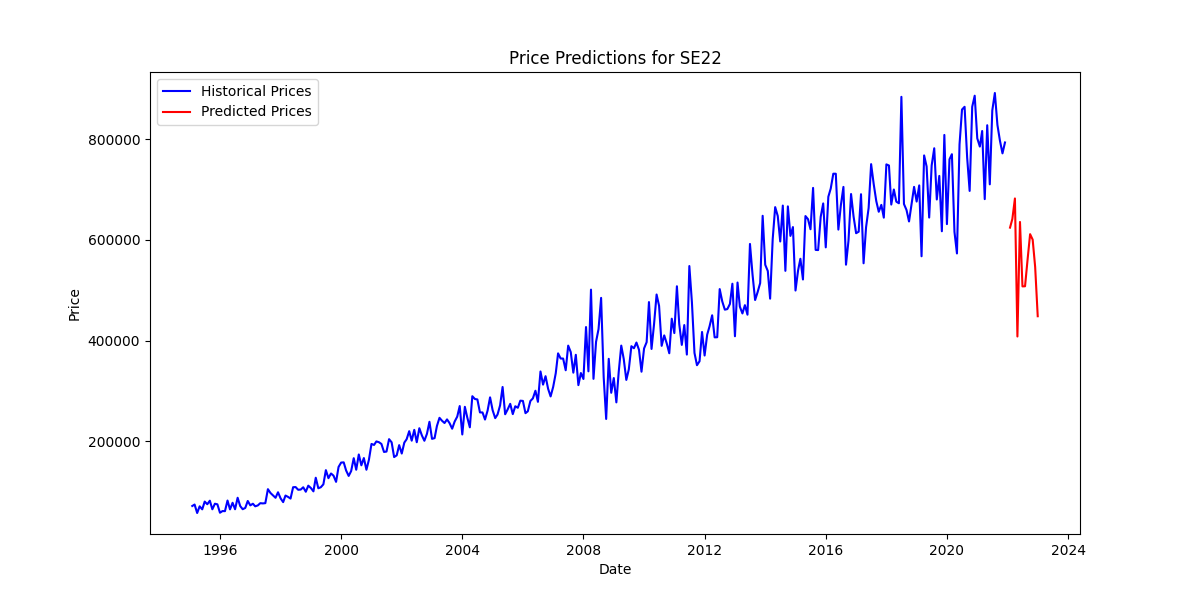 Price Predictions for SE22
Historical Prices
Predicted Prices
800000
600000
400000
200000
Price
1996
2000
2004
2008
2012
2016
2020
2024
Date